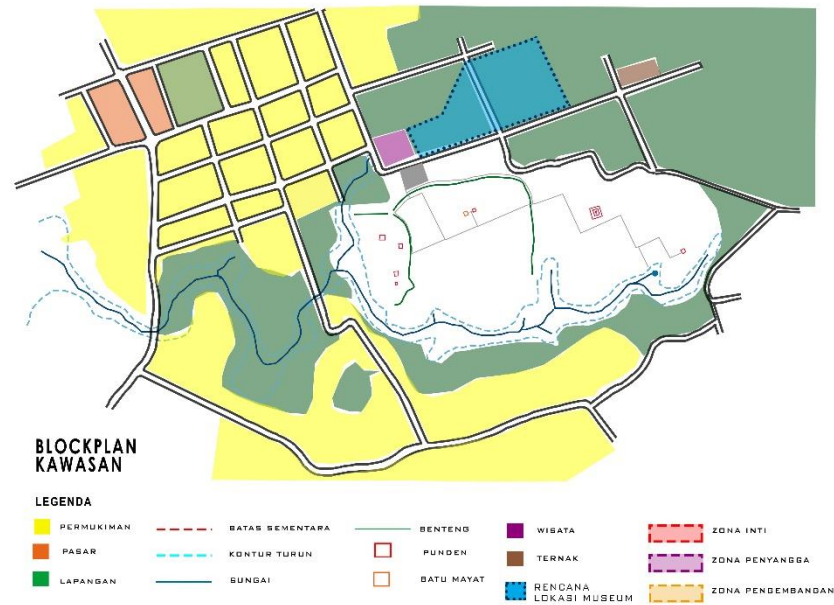 BLOCKPLAN
KAWASAN
LEGENDA
PERMUKIMAN
PASAR
LAPANGAN
BATAS SEMENTARA
KONTUR TURUN
SUNGAI
BENTENG
PUNDEN
BATU MAYAT
WISATA
TERNAK
RENCANA
LOKASI MUSEUM
ZONA INTI
ZONA PENYANGGA
ZONA PENGEMBANGAN